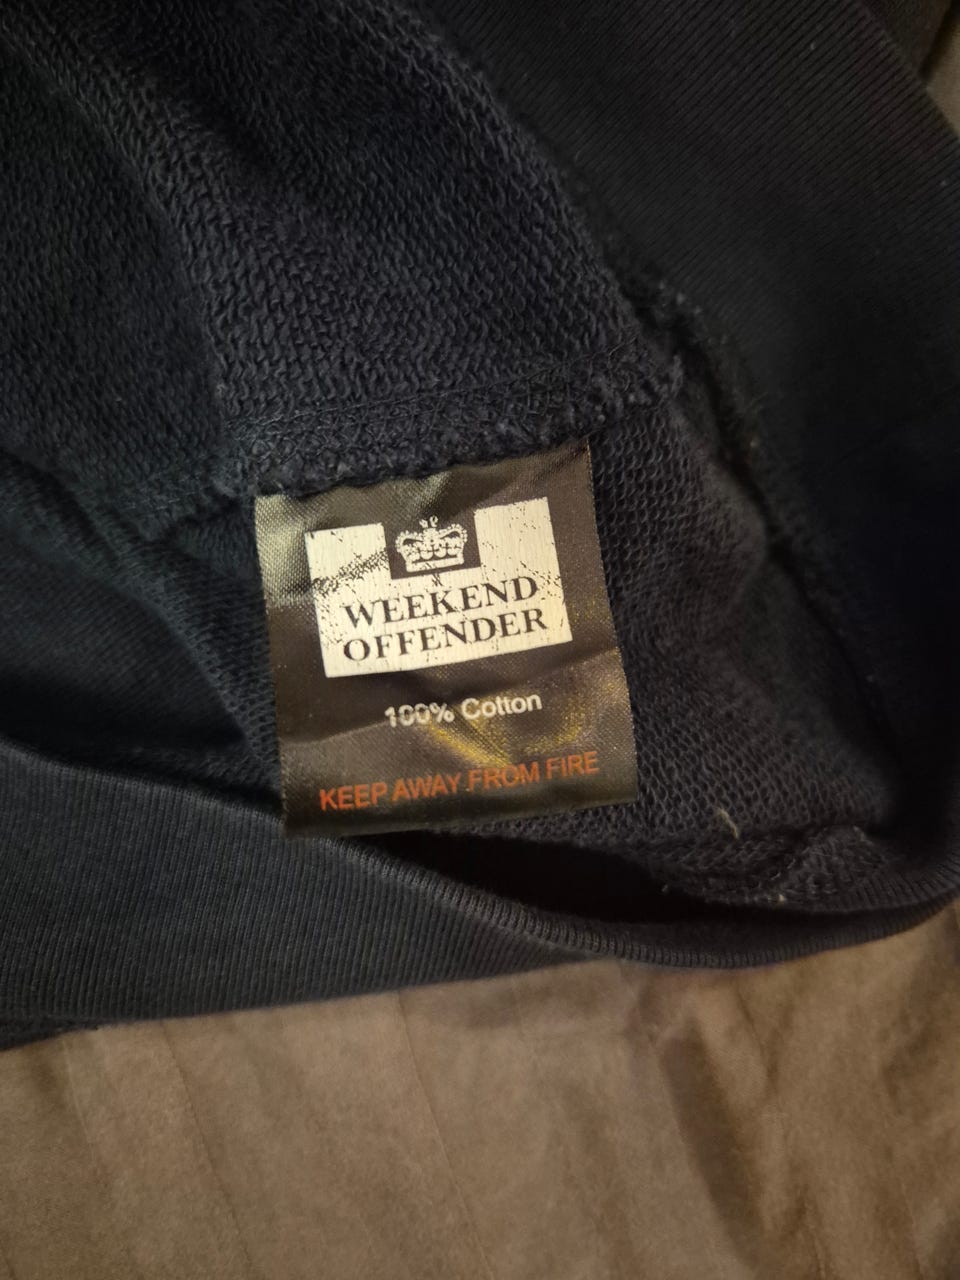 WEEKEND
OFFENDER
100% Cotton
KEEP AWAY FROM FIRE